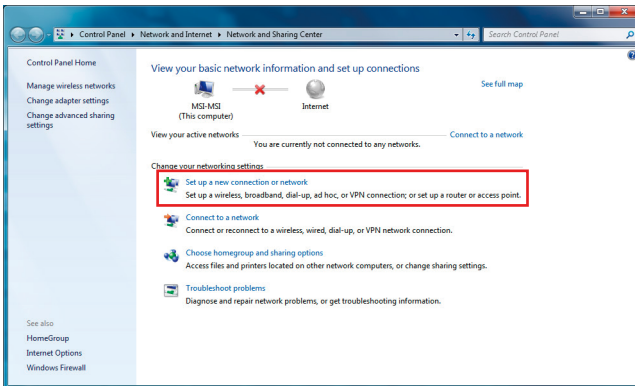 Control Panel ▸ Network and Internet ▸ Network and Sharing Center
Search Control Panel
Control Panel Home
Manage wireless networks
Change adapter settings
Change advanced sharing
settings
View your basic network information and set up connections
See full map
MSI-MSI
(This computer)
Internet
View your active networks
Connect to a network
You are currently not connected to any networks.
Change your networking settings
Set up a new connection or network
Set up a wireless, broadband, dial-up, ad hoc, or VPN connection; or set up a router or access point.
Connect to a network
Connect or reconnect to a wireless, wired, dial-up, or VPN network connection.
Choose homegroup and sharing options
Access files and printers located on other network computers, or change sharing settings.
Troubleshoot problems
Diagnose and repair network problems, or get troubleshooting information.
See also
HomeGroup
Internet Options
Windows Firewall